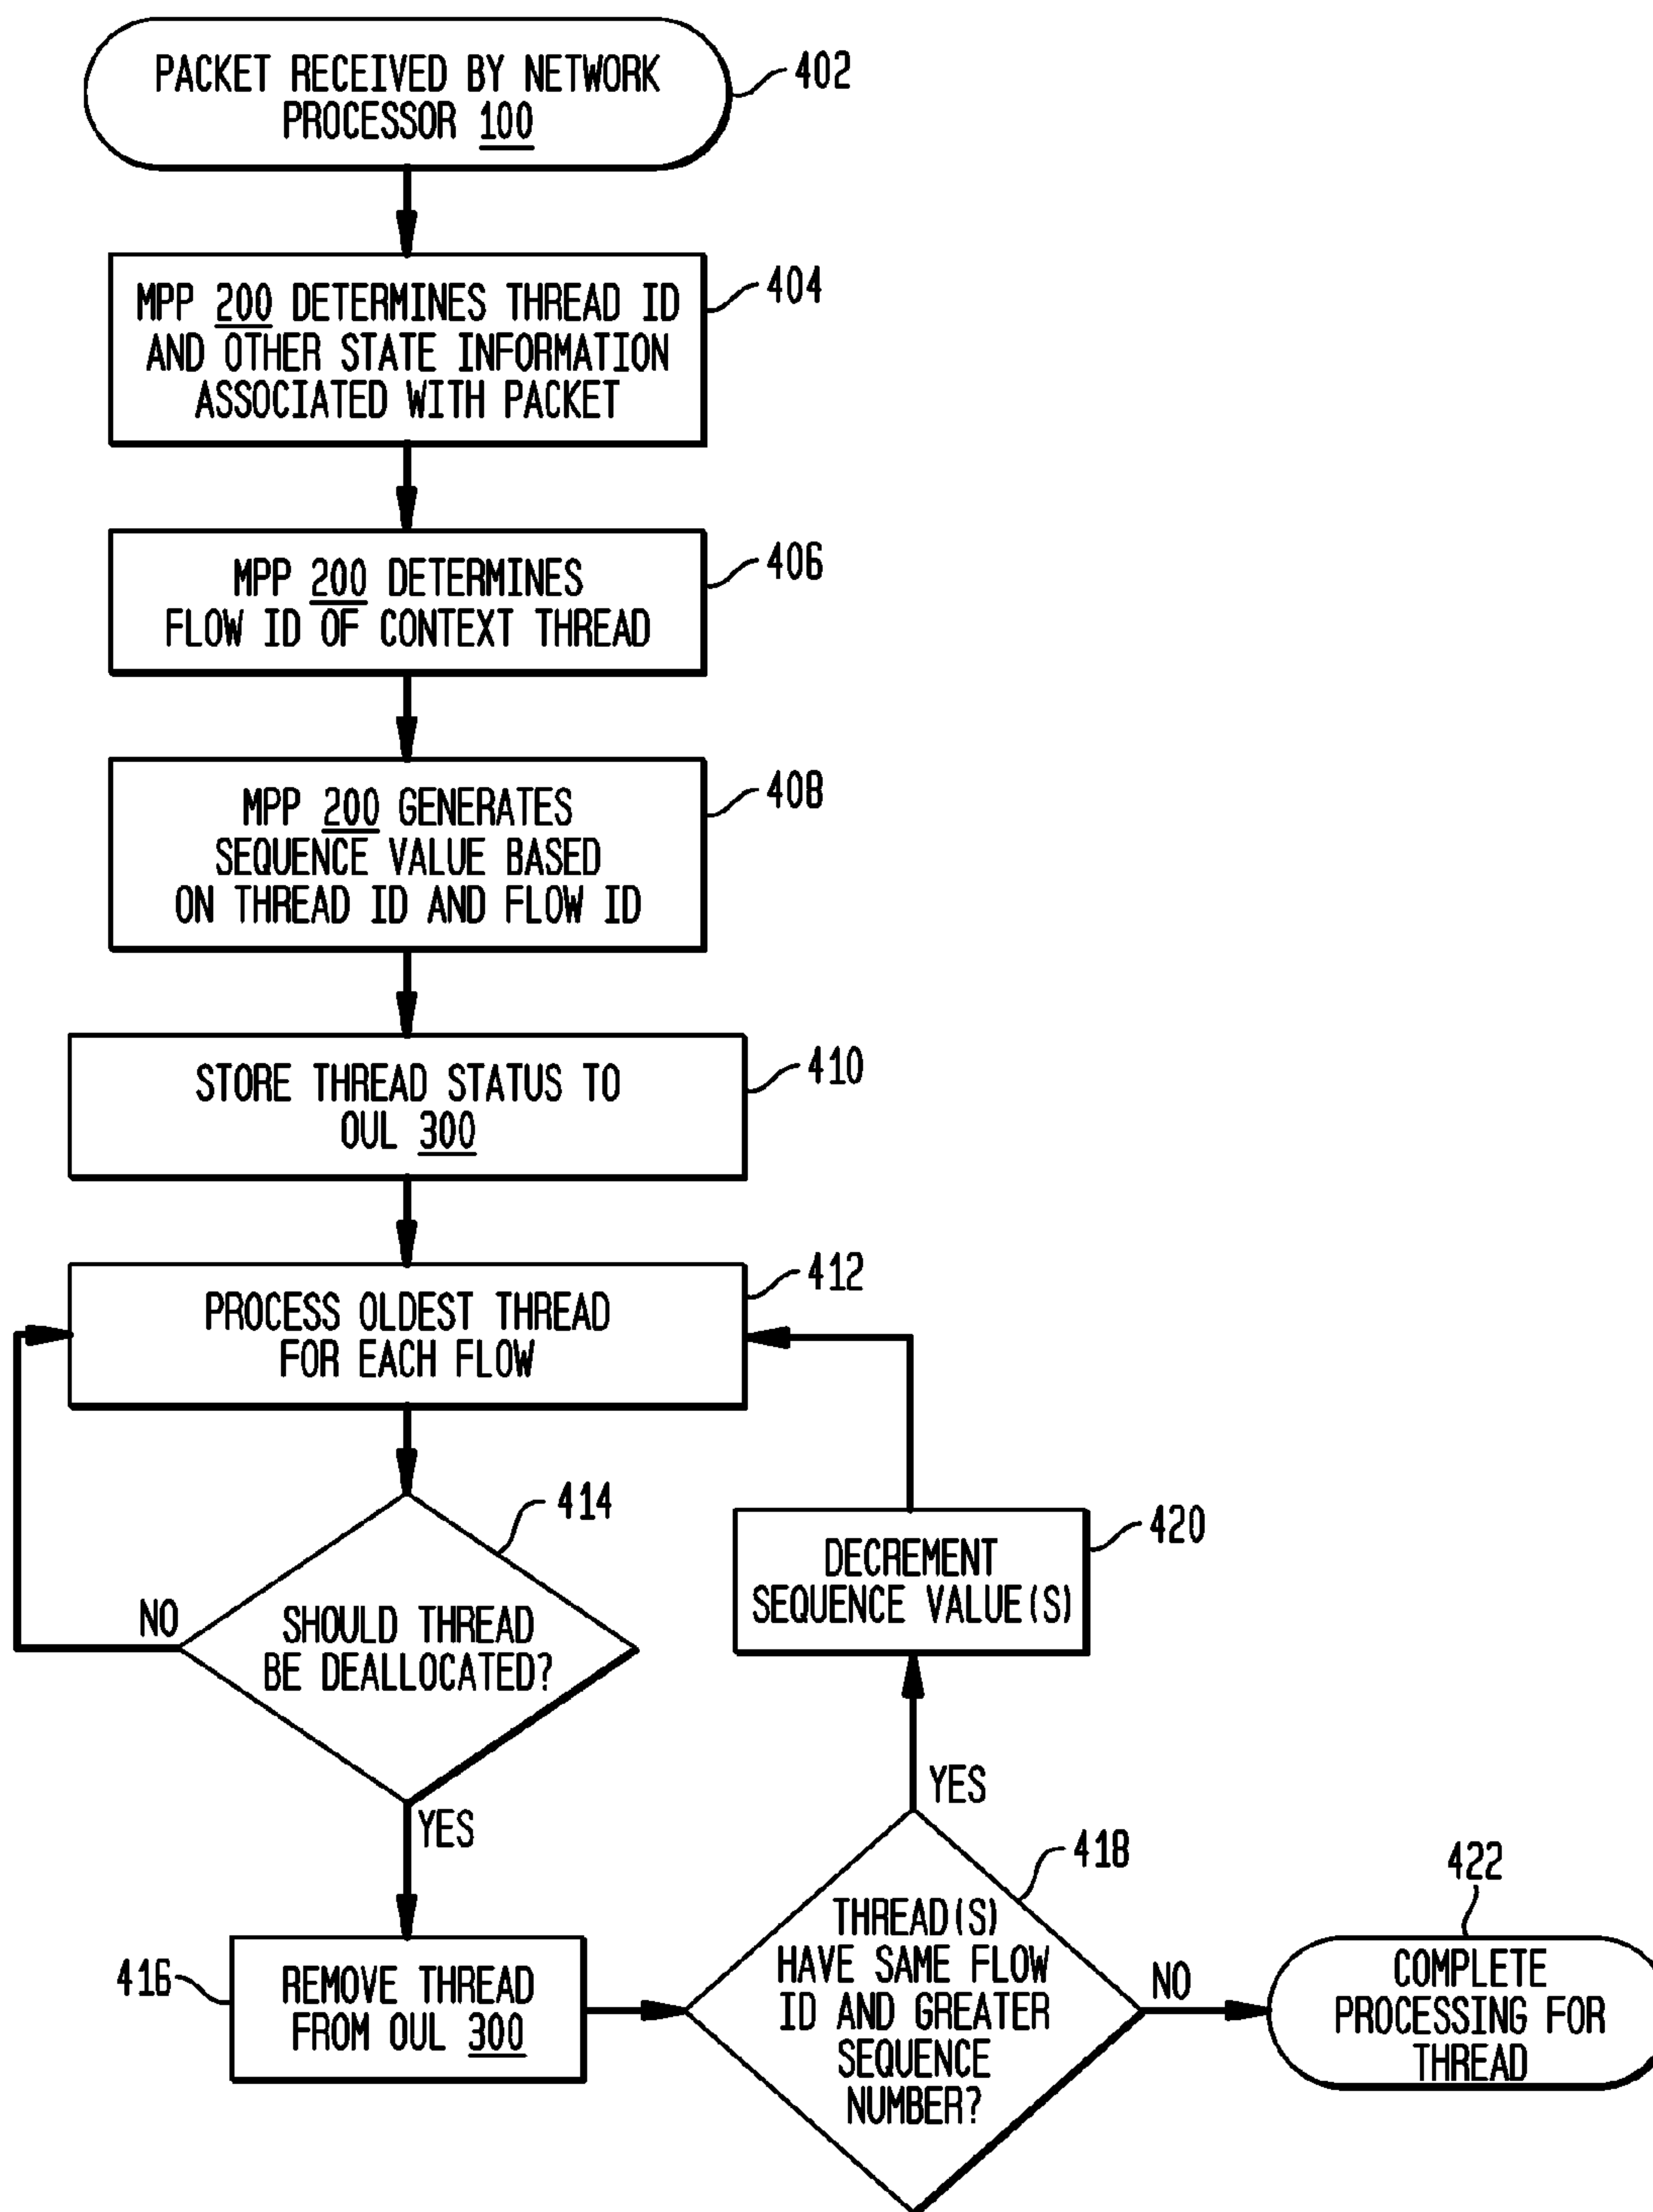 PACKET RECEIVED BY NETWORK
PROCESSOR 100
402
MPP 200 DETERMINES THREAD ID
AND OTHER STATE INFORMATION
ASSOCIATED WITH PACKET
404
MPP 200 DETERMINES
FLOW ID OF CONTEXT THREAD
406
MPP 200 GENERATES
SEQUENCE VALUE BASED
ON THREAD ID AND FLOW ID
408
STORE THREAD STATUS TO
OUL 300
410
PROCESS OLDEST THREAD
FOR EACH FLOW
412
SHOULD THREAD
BE DEALLOCATED?
414
NO
YES
REMOVE THREAD
FROM OUL 300
416
THREAD(S)
HAVE SAME FLOW
ID AND GREATER
SEQUENCE
NUMBER?
418
YES
DECREMENT
SEQUENCE VALUE(S)
420
NO
COMPLETE
PROCESSING FOR
THREAD
422